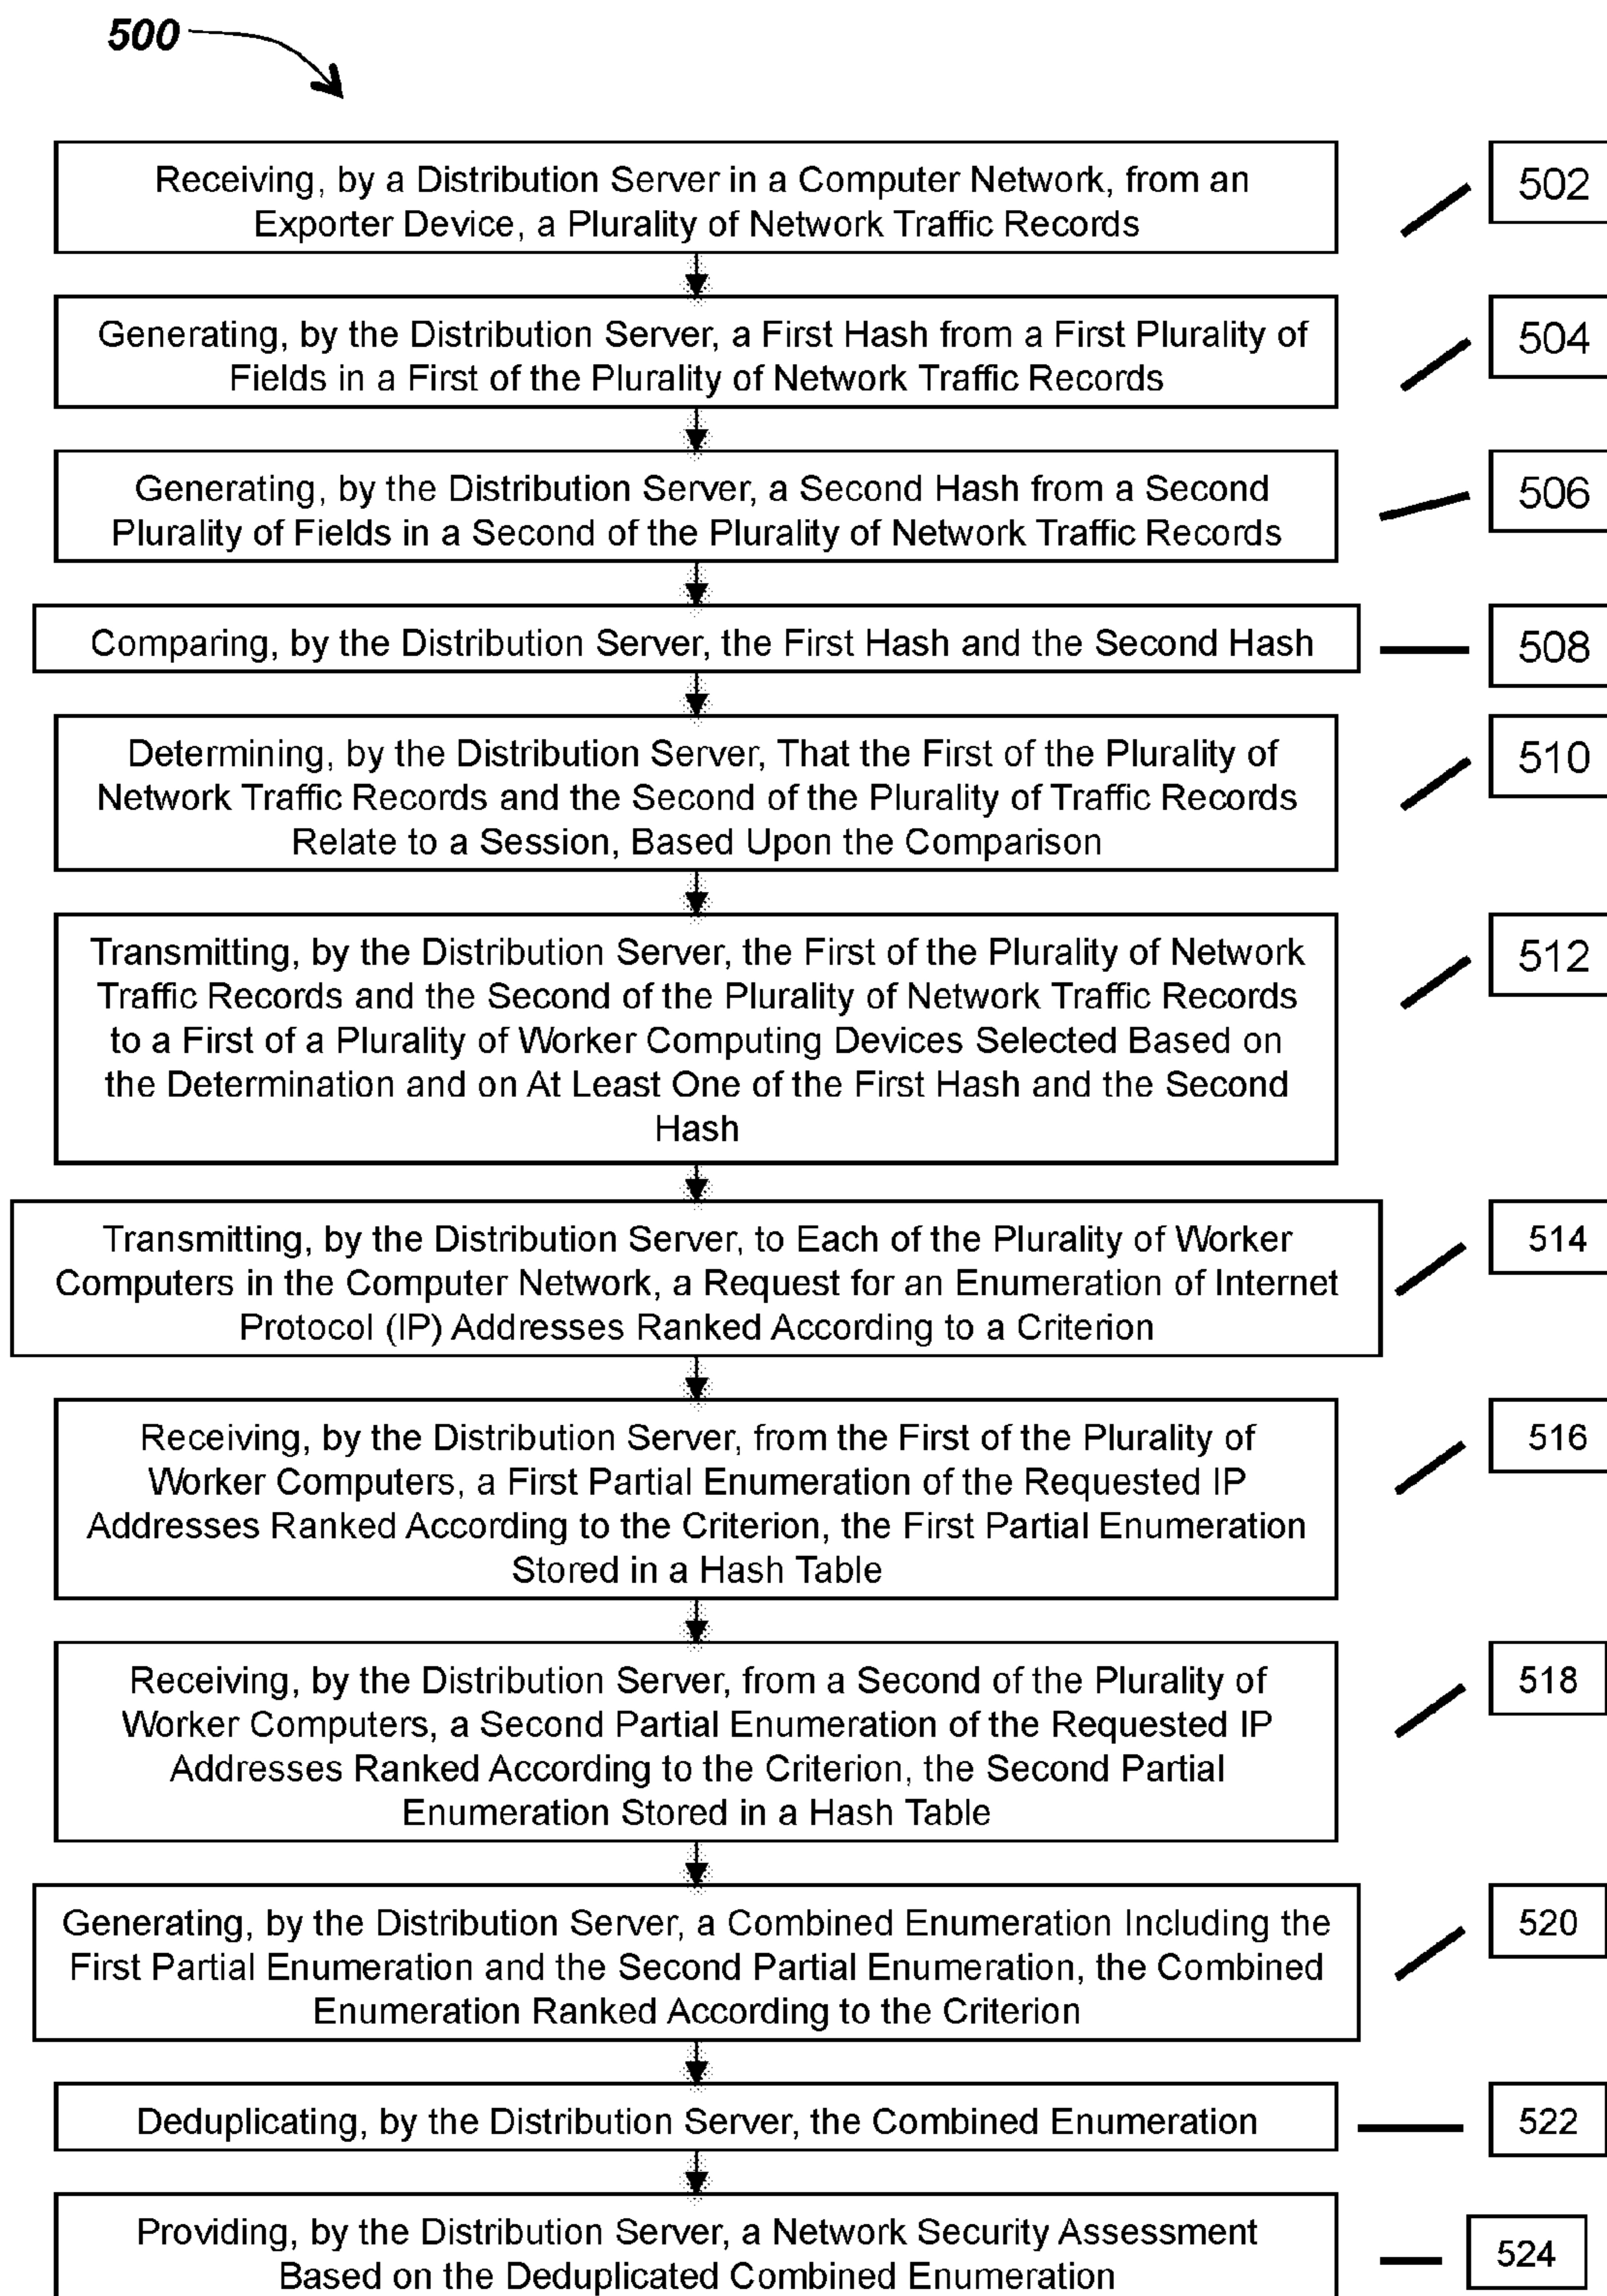 500
Receiving, by a Distribution Server in a Computer Network, from an
Exporter Device, a Plurality of Network Traffic Records
502
Generating, by the Distribution Server, a First Hash from a First Plurality of
Fields in a First of the Plurality of Network Traffic Records
504
Generating, by the Distribution Server, a Second Hash from a Second
Plurality of Fields in a Second of the Plurality of Network Traffic Records
506
Comparing, by the Distribution Server, the First Hash and the Second Hash
508
Determining, by the Distribution Server, That the First of the Plurality of
Network Traffic Records and the Second of the Plurality of Traffic Records
Relate to a Session, Based Upon the Comparison
510
Transmitting, by the Distribution Server, the First of the Plurality of Network
Traffic Records and the Second of the Plurality of Network Traffic Records
to a First of a Plurality of Worker Computing Devices Selected Based on
the Determination and on At Least One of the First Hash and the Second
Hash
512
Transmitting, by the Distribution Server, to Each of the Plurality of Worker
Computers in the Computer Network, a Request for an Enumeration of Internet
Protocol (IP) Addresses Ranked According to a Criterion
514
Receiving, by the Distribution Server, from the First of the Plurality of
Worker Computers, a First Partial Enumeration of the Requested IP
Addresses Ranked According to the Criterion, the First Partial Enumeration
Stored in a Hash Table
516
Receiving, by the Distribution Server, from a Second of the Plurality of
Worker Computers, a Second Partial Enumeration of the Requested IP
Addresses Ranked According to the Criterion, the Second Partial
Enumeration Stored in a Hash Table
518
Generating, by the Distribution Server, a Combined Enumeration Including the
First Partial Enumeration and the Second Partial Enumeration, the Combined
Enumeration Ranked According to the Criterion
520
Deduplicating, by the Distribution Server, the Combined Enumeration
522
Providing, by the Distribution Server, a Network Security Assessment
Based on the Deduplicated Combined Enumeration
524